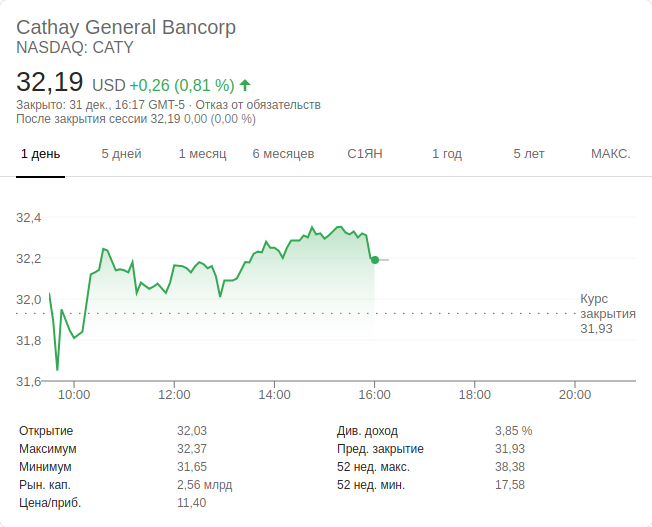 Cathay General Bancorp
NASDAQ: CATY
32,19 USD +0,26 (0,81 %)
Закрыто: 31 дек., 16:17 GMT-5 · Отказ от обязательств
После закрытия сессии 32,19 0,00 (0,00 %)
1 день 5 дней 1 месяц 6 месяцев С1ЯН 1 год 5 лет МАКС.
32,4
32,2
32,0
31,8
31,6
Курс
закрытия
31,93
10:00 12:00 14:00 16:00 18:00 20:00
Открытие 32,03 Див. доход 3,85 %
Максимум 32,37 Пред. закрытие 31,93
Минимум 31,65 52 нед. макс. 38,38
Рын. кап. 2,56 млрд 52 нед. мин. 17,58
Цена/приб. 11,40